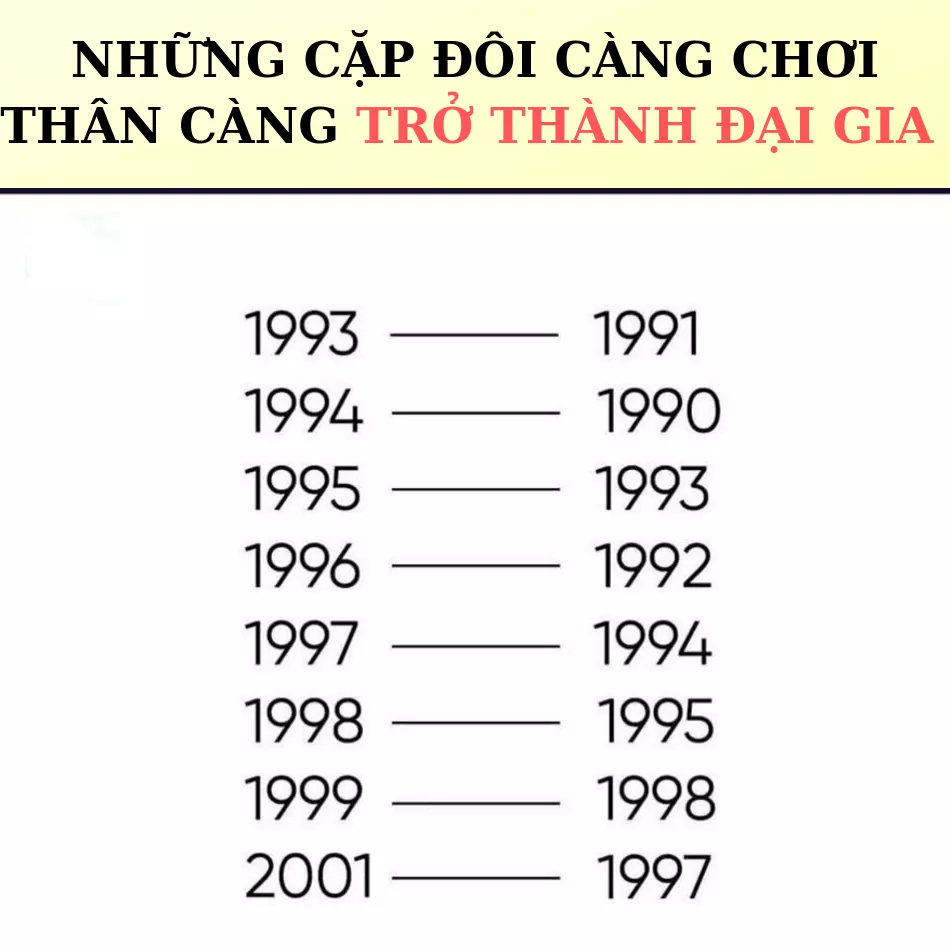 NHỮNG CẶP ĐÔI CÀNG CHƠI
THÂN CÀNG TRỞ THÀNH ĐẠI GIA
1993 —— 1991
1994 —— 1990
1995 —— 1993
1996 —— 1992
1997 —— 1994
1998 —— 1995
1999 —— 1998
2001 —— 1997